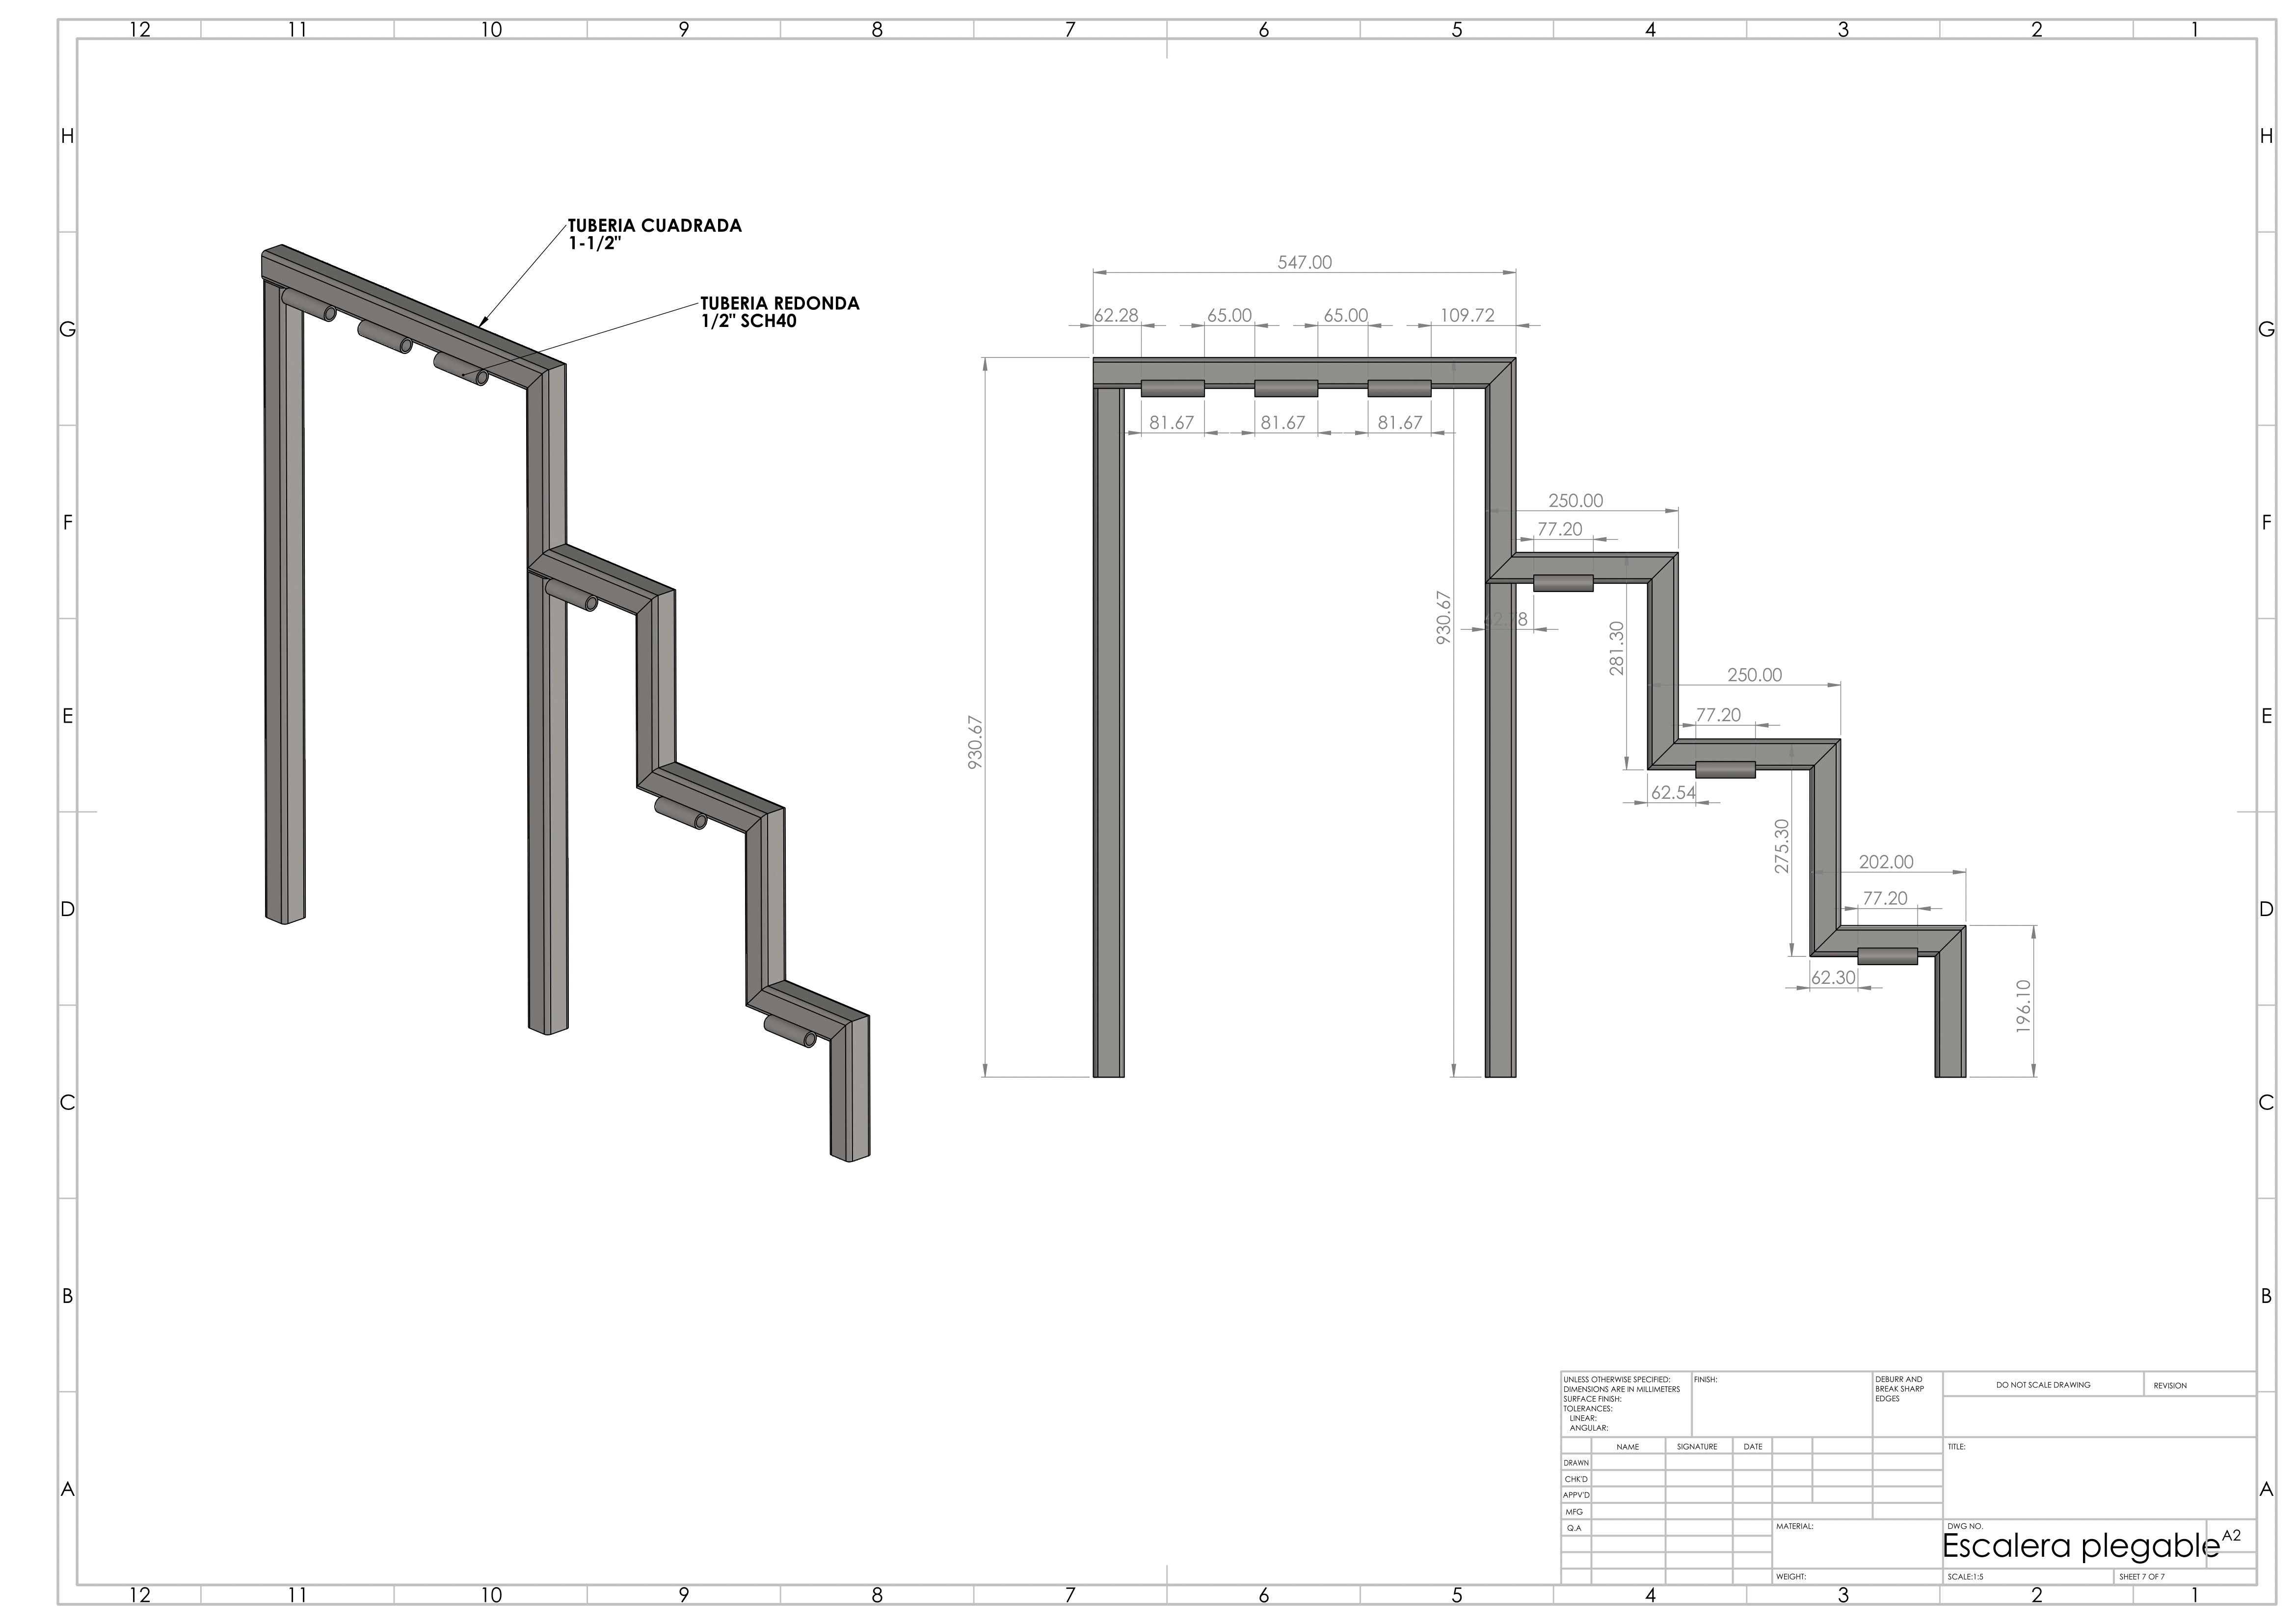 12 11 10 9 8 7 6 5 4 3 2 1
H H
TUBERIA CUADRADA
1-1/2"
547.00
TUBERIA REDONDA
1/2" SCH40
G G
62.28 65.00 65.00 109.72
81.67 81.67 81.67
250.00
F F
77.20
930.67
281.30
250.00
E E
77.20
930.67
62.54
275.30
202.00
77.20
D D
62.30
196.10
C C
B B
UNLESS OTHERWISE SPECIFIED:
DIMENSIONS ARE IN MILLIMETERS
SURFACE FINISH:
TOLERANCES:
LINEAR:
ANGULAR:
FINISH:
DEBURR AND
BREAK SHARP
EDGES
DO NOT SCALE DRAWING
REVISION
NAME SIGNATURE DATE
TITLE:
DRAWN
CHK'D
APPV'D
MFG
Q.A
A A
MATERIAL:
DWG NO.
Escalera plegable
A2
WEIGHT:
SCALE:1:5
SHEET 7 OF 7
12 11 10 9 8 7 6 5 4 3 2 1